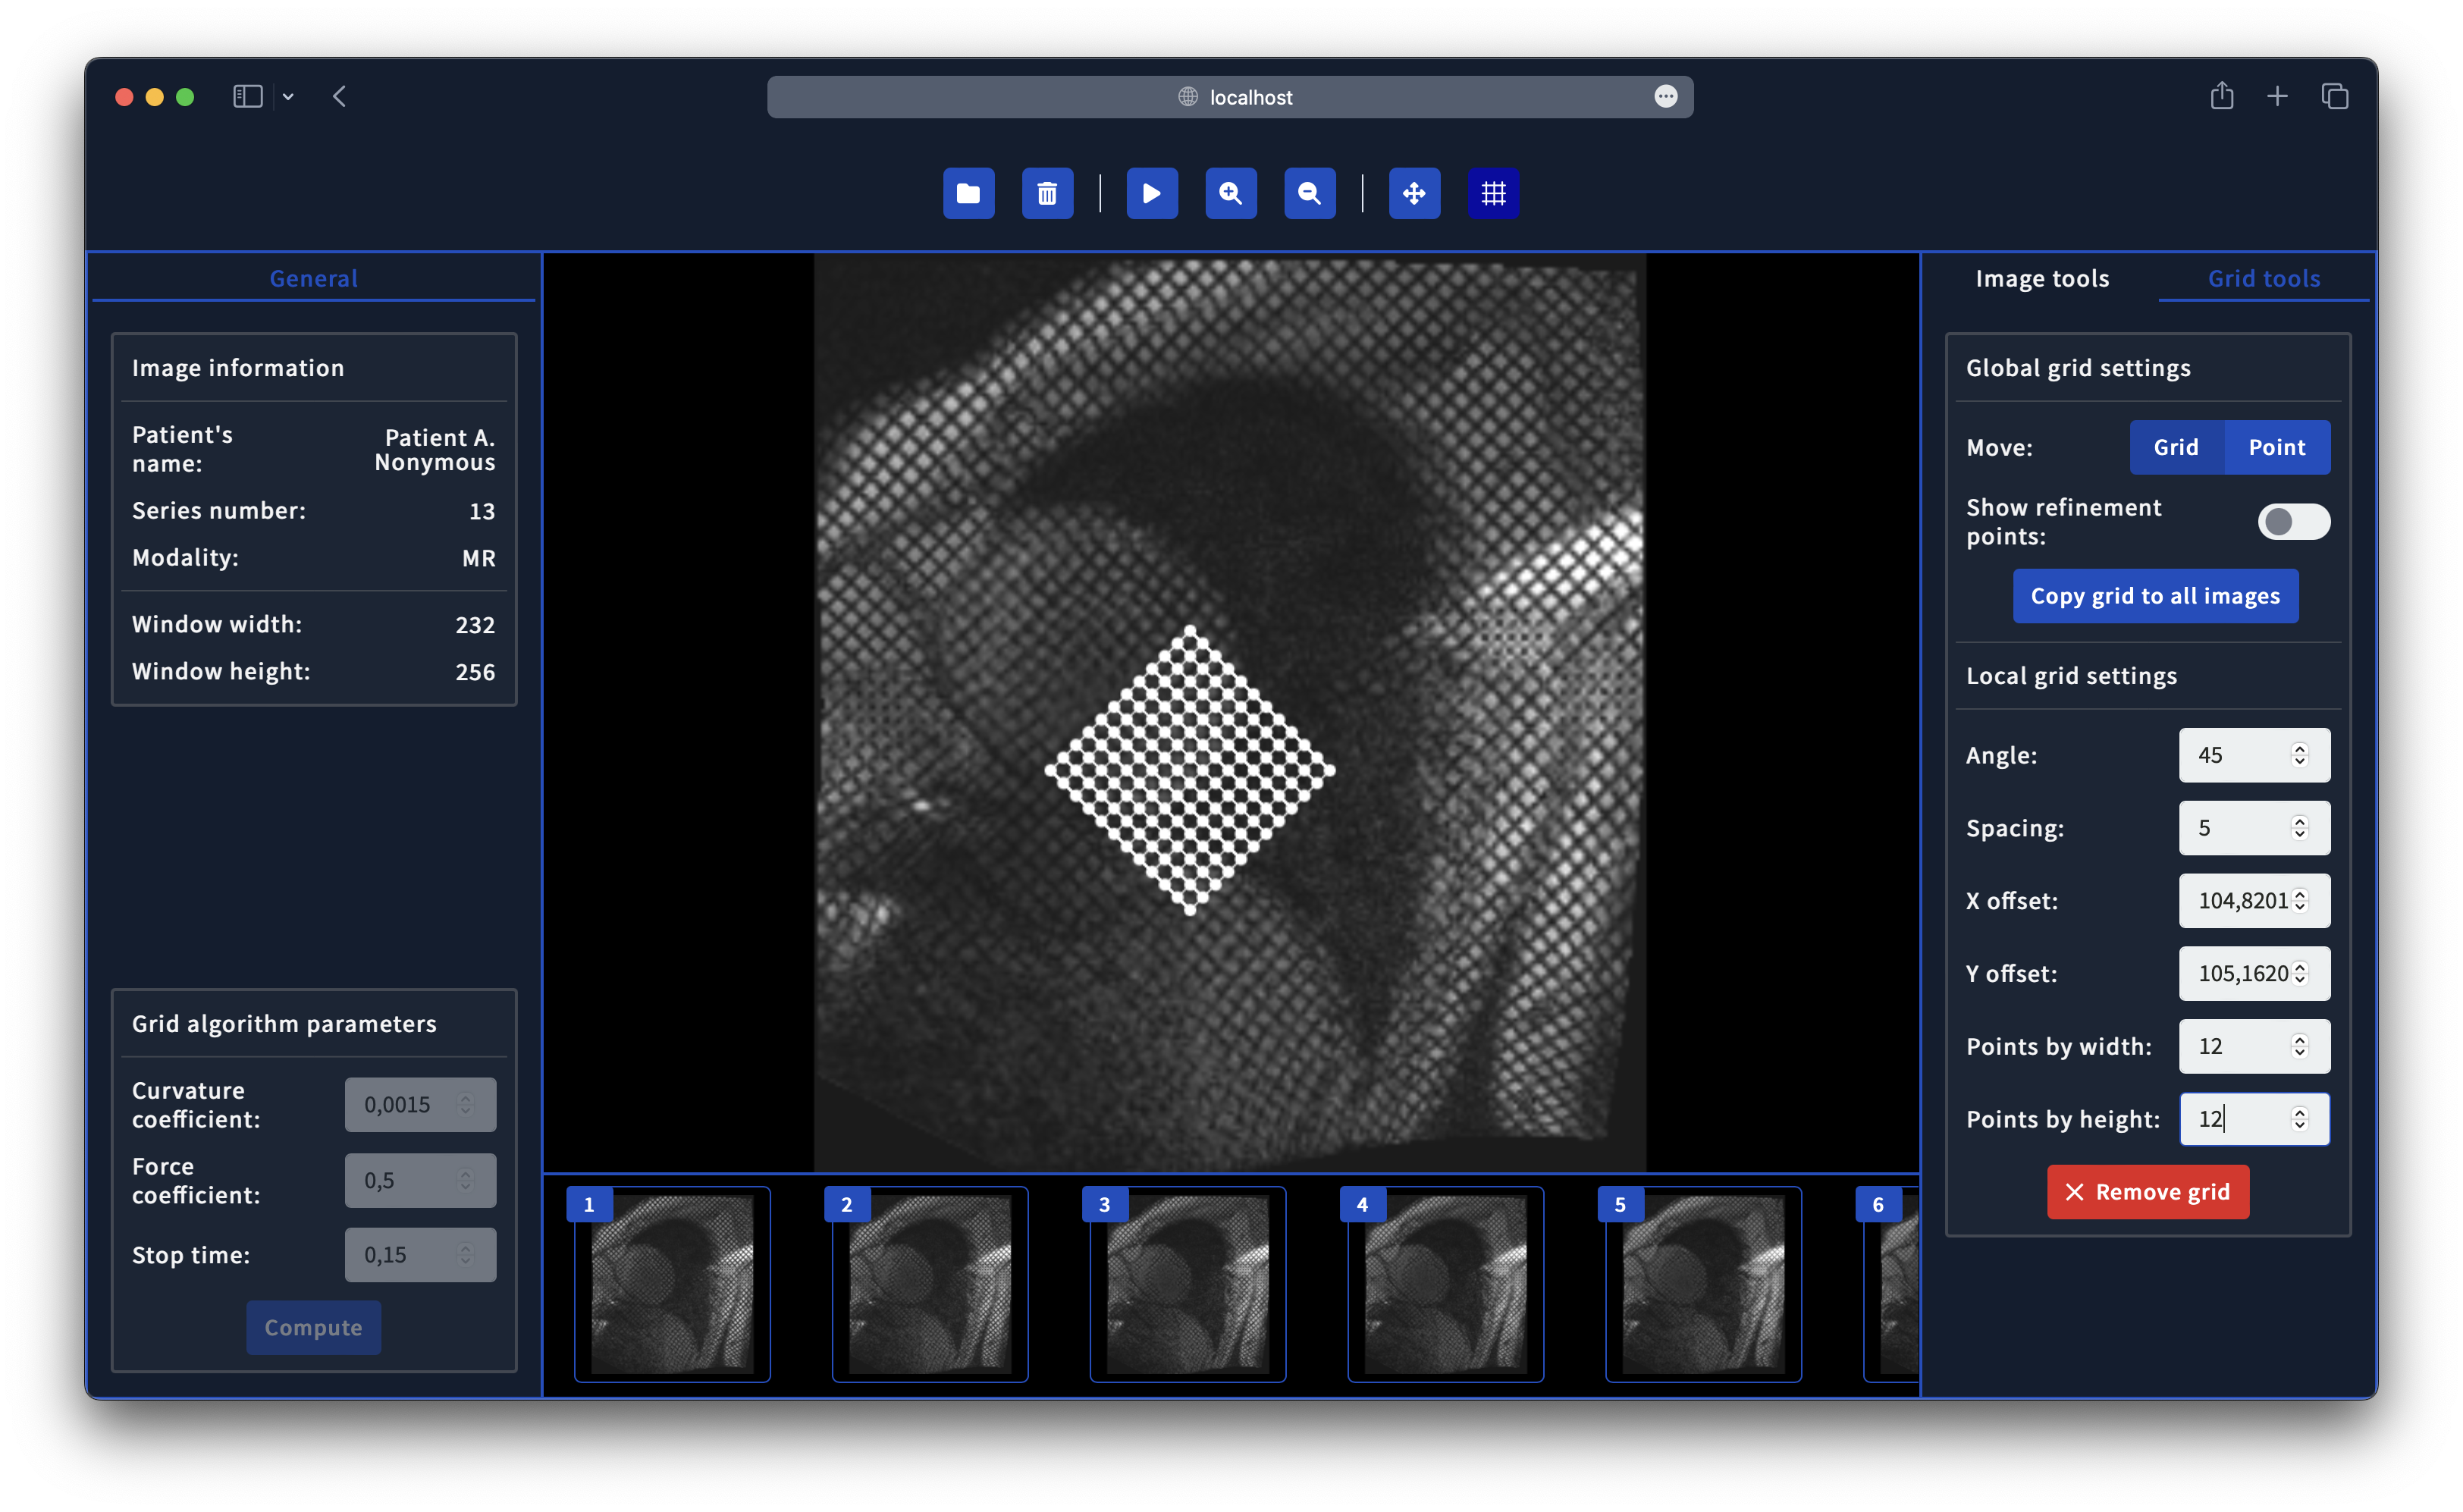 localhost
General
Image information
Patient's
name:
Patient A.
Nonymous
Series number:
13
Modality:
MR
Window width:
232
Window height:
256
Grid algorithm parameters
Curvature
coefficient:
0,0015
Force
coefficient:
0,5
Stop time:
0,15
Compute
1
2
3
4
5
6
Image tools
Grid tools
Global grid settings
Move:
Grid
Point
Show refinement
points:
Copy grid to all images
Local grid settings
Angle:
45
Spacing:
5
X offset:
104,8201
Y offset:
105,1620
Points by width:
12
Points by height:
12
Remove grid